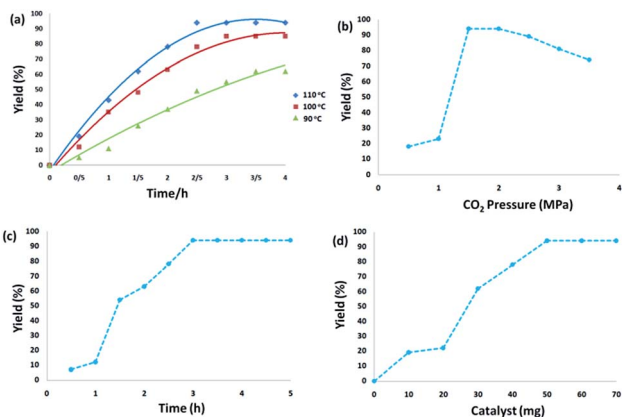 (a)
100
90
80
70
60
50
40
30
20
10
0
Yield (%)
0 0/5 1 1/5 2 2/5 3 3/5 4
Time/h
110 °C
100 °C
90 °C
(b)
100
90
80
70
60
50
40
30
20
10
0
Yield (%)
0 1 2 3 4
CO2 Pressure (MPa)
(c)
100
90
80
70
60
50
40
30
20
10
0
Yield (%)
0 1 2 3 4 5
Time (h)
(d)
100
90
80
70
60
50
40
30
20
10
0
Yield (%)
0 10 20 30 40 50 60 70
Catalyst (mg)